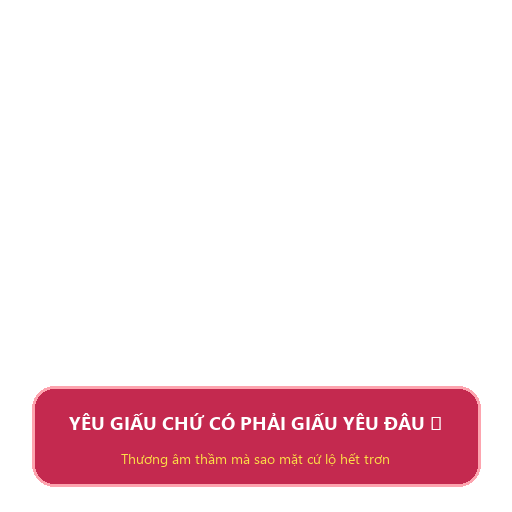 YÊU GIẤU CHỨ CÓ PHẢI GIẤU YÊU ĐÂU
Thương âm thầm mà sao mặt cứ lộ hết trơn